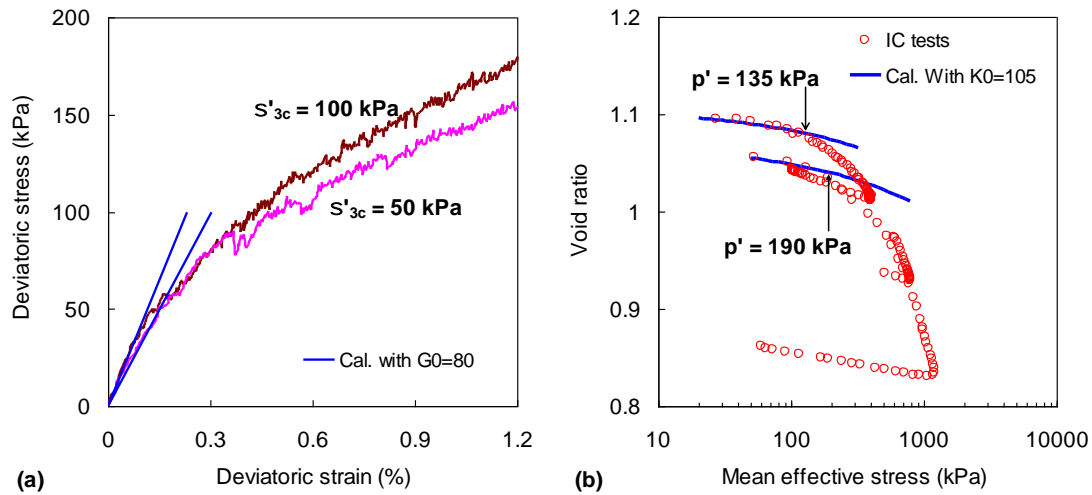 200
150
100
50
0
0
0.3
0.6
0.9
1.2
Deviatoric stress (kPa)
Deviatoric strain (%)
s'3c = 100 kPa
s'3c = 50 kPa
Cal. with G0=80
(a)
1.2
1.1
1
0.9
0.8
10
100
1000
10000
Void ratio
Mean effective stress (kPa)
IC tests
Cal. With K0=105
p' = 135 kPa
p' = 190 kPa
(b)